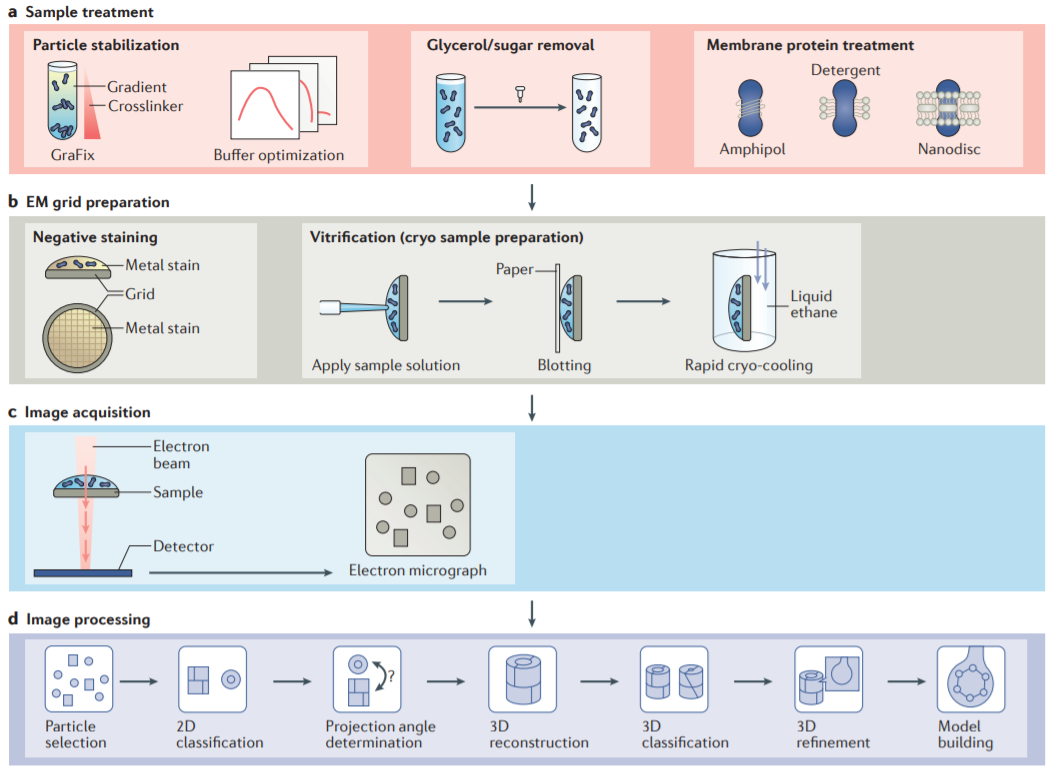 a Sample treatment
Particle stabilization
Gradient
Crosslinker
GraFix
Buffer optimization
Glycerol/sugar removal
Membrane protein treatment
Detergent
Amphipol
Nanodisc
b EM grid preparation
Negative staining
Metal stain
Grid
Metal stain
Vitrification (cryo sample preparation)
Paper
Liquid
ethane
Apply sample solution
Blotting
Rapid cryo-cooling
c Image acquisition
Electron
beam
Sample
Detector
Electron micrograph
d Image processing
?
Particle
selection
2D
classification
Projection angle
determination
3D
reconstruction
3D
classification
3D
refinement
Model
building